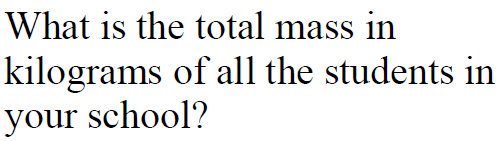 What is the total mass in
kilograms of all the students in
your school?